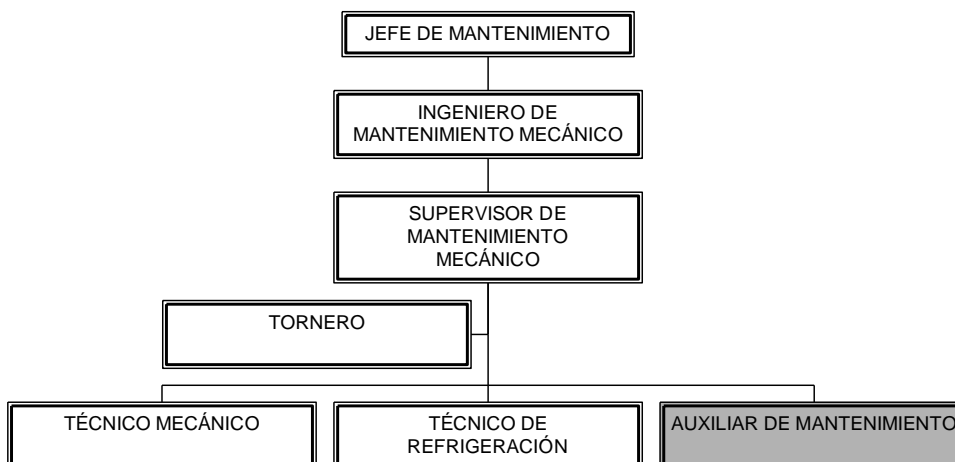 JEFE DE MANTENIMIENTO
INGENIERO DE
MANTENIMIENTO MECÁNICO
SUPERVISOR DE
MANTENIMIENTO
MECÁNICO
TORNERO
TÉCNICO MECÁNICO
TÉCNICO DE
REFRIGERACIÓN
AUXILIAR DE MANTENIMIENTO